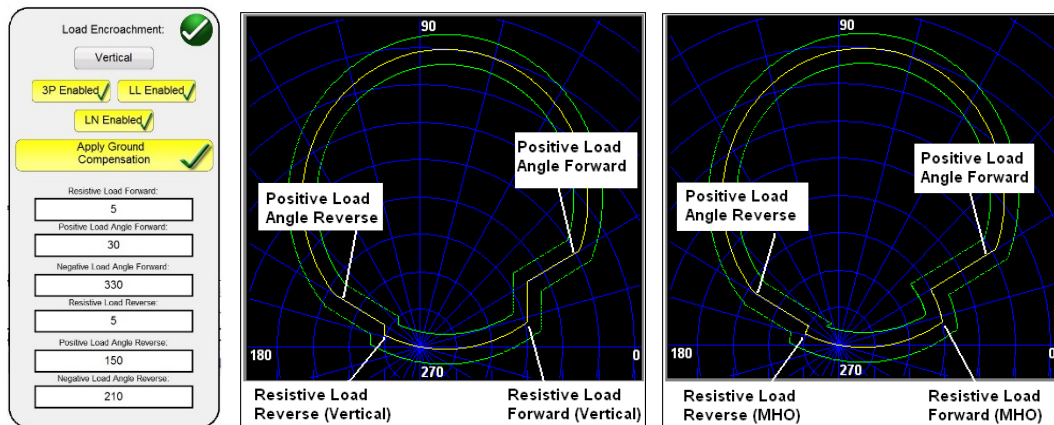 Load Encroachment:
Vertical
3P Enabled
LL Enabled
LN Enabled
Apply Ground
Compensation
Resistive Load Forward:
5
Positive Load Angle Forward:
30
Negative Load Angle Forward:
330
Resistive Load Reverse:
5
Positive Load Angle Reverse:
150
Negative Load Angle Reverse:
210
90
Positive Load
Angle Forward
Positive Load
Angle Reverse
180
0
270
Resistive Load
Reverse (Vertical)
Resistive Load
Forward (Vertical)
90
Positive Load
Angle Forward
Positive Load
Angle Reverse
180
0
270
Resistive Load
Reverse (MHO)
Resistive Load
Forward (MHO)